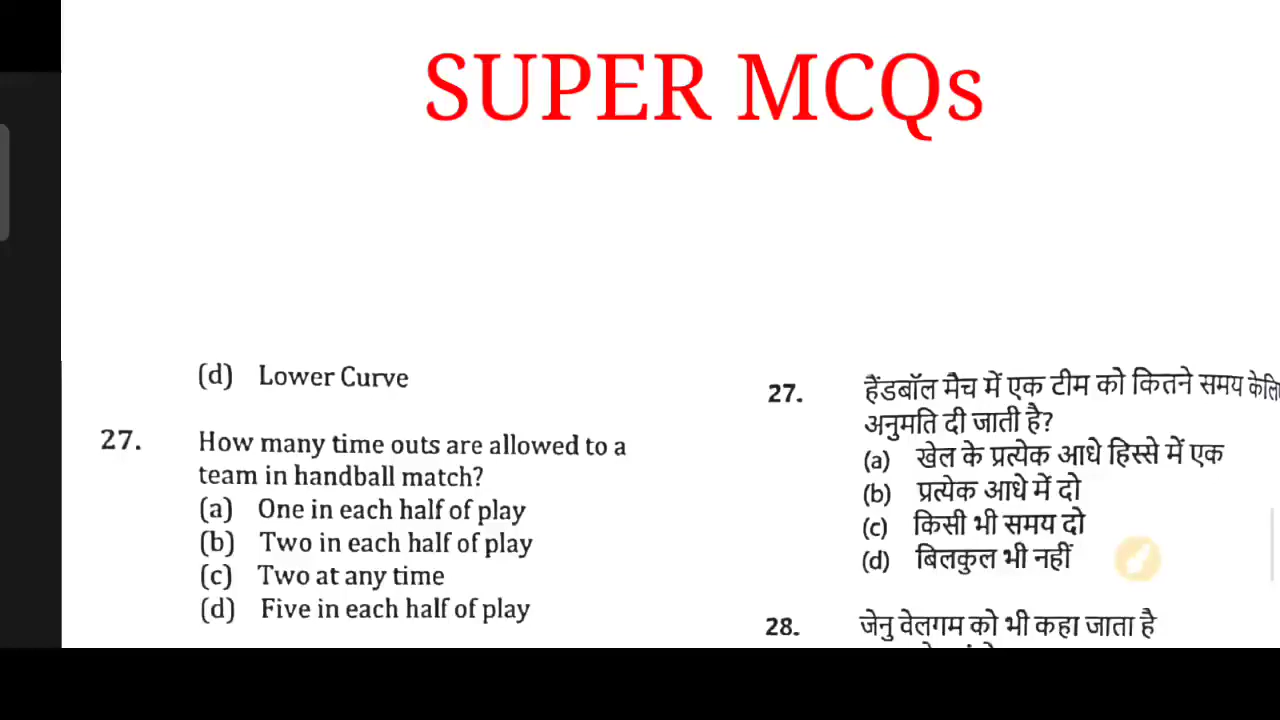 SUPER MCQs
(d) Lower Curve
27. How many time outs are allowed to a
team in handball match?
(a) One in each half of play
(b) Two in each half of play
(c) Two at any time
(d) Five in each half of play
27. हैंडबॉल मैच में एक टीम को कितने समय के
अनुमति दी जाती है?
(a) खेल के प्रत्येक आधे हिस्से में एक
(b) प्रत्येक आधे में दो
(c) किसी भी समय दो
(d) बिलकुल भी नहीं
28. जेनु वेलगम को भी कहा जाता है